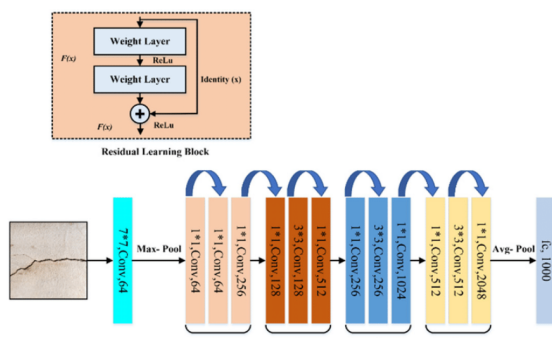 Weight Layer
F(x)
ReLu
Weight Layer
Identity (x)
F(x)
ReLu
Residual Learning Block
7*7,Conv,64
Max- Pool
1*1,Conv,64
1*1,Conv,64
1*1,Conv,256
1*1,Conv,128
3*3,Conv,128
1*1,Conv,512
1*1,Conv,256
3*3,Conv,256
1*1,Conv,1024
1*1,Conv,512
3*3,Conv,512
1*1,Conv,2048
Avg- Pool
fc, 1000